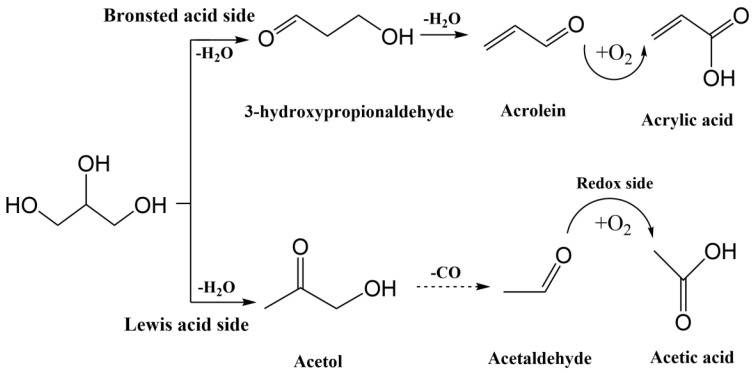 Bronsted acid side
-H₂O
O
OH
-H₂O
O
+O₂
O
OH
3-hydroxypropionaldehyde
Acrolein
Acrylic acid
OH
HO
OH
Redox side
+O₂
O
-H₂O
OH
-CO
O
OH
O
Lewis acid side
Acetol
Acetaldehyde
Acetic acid